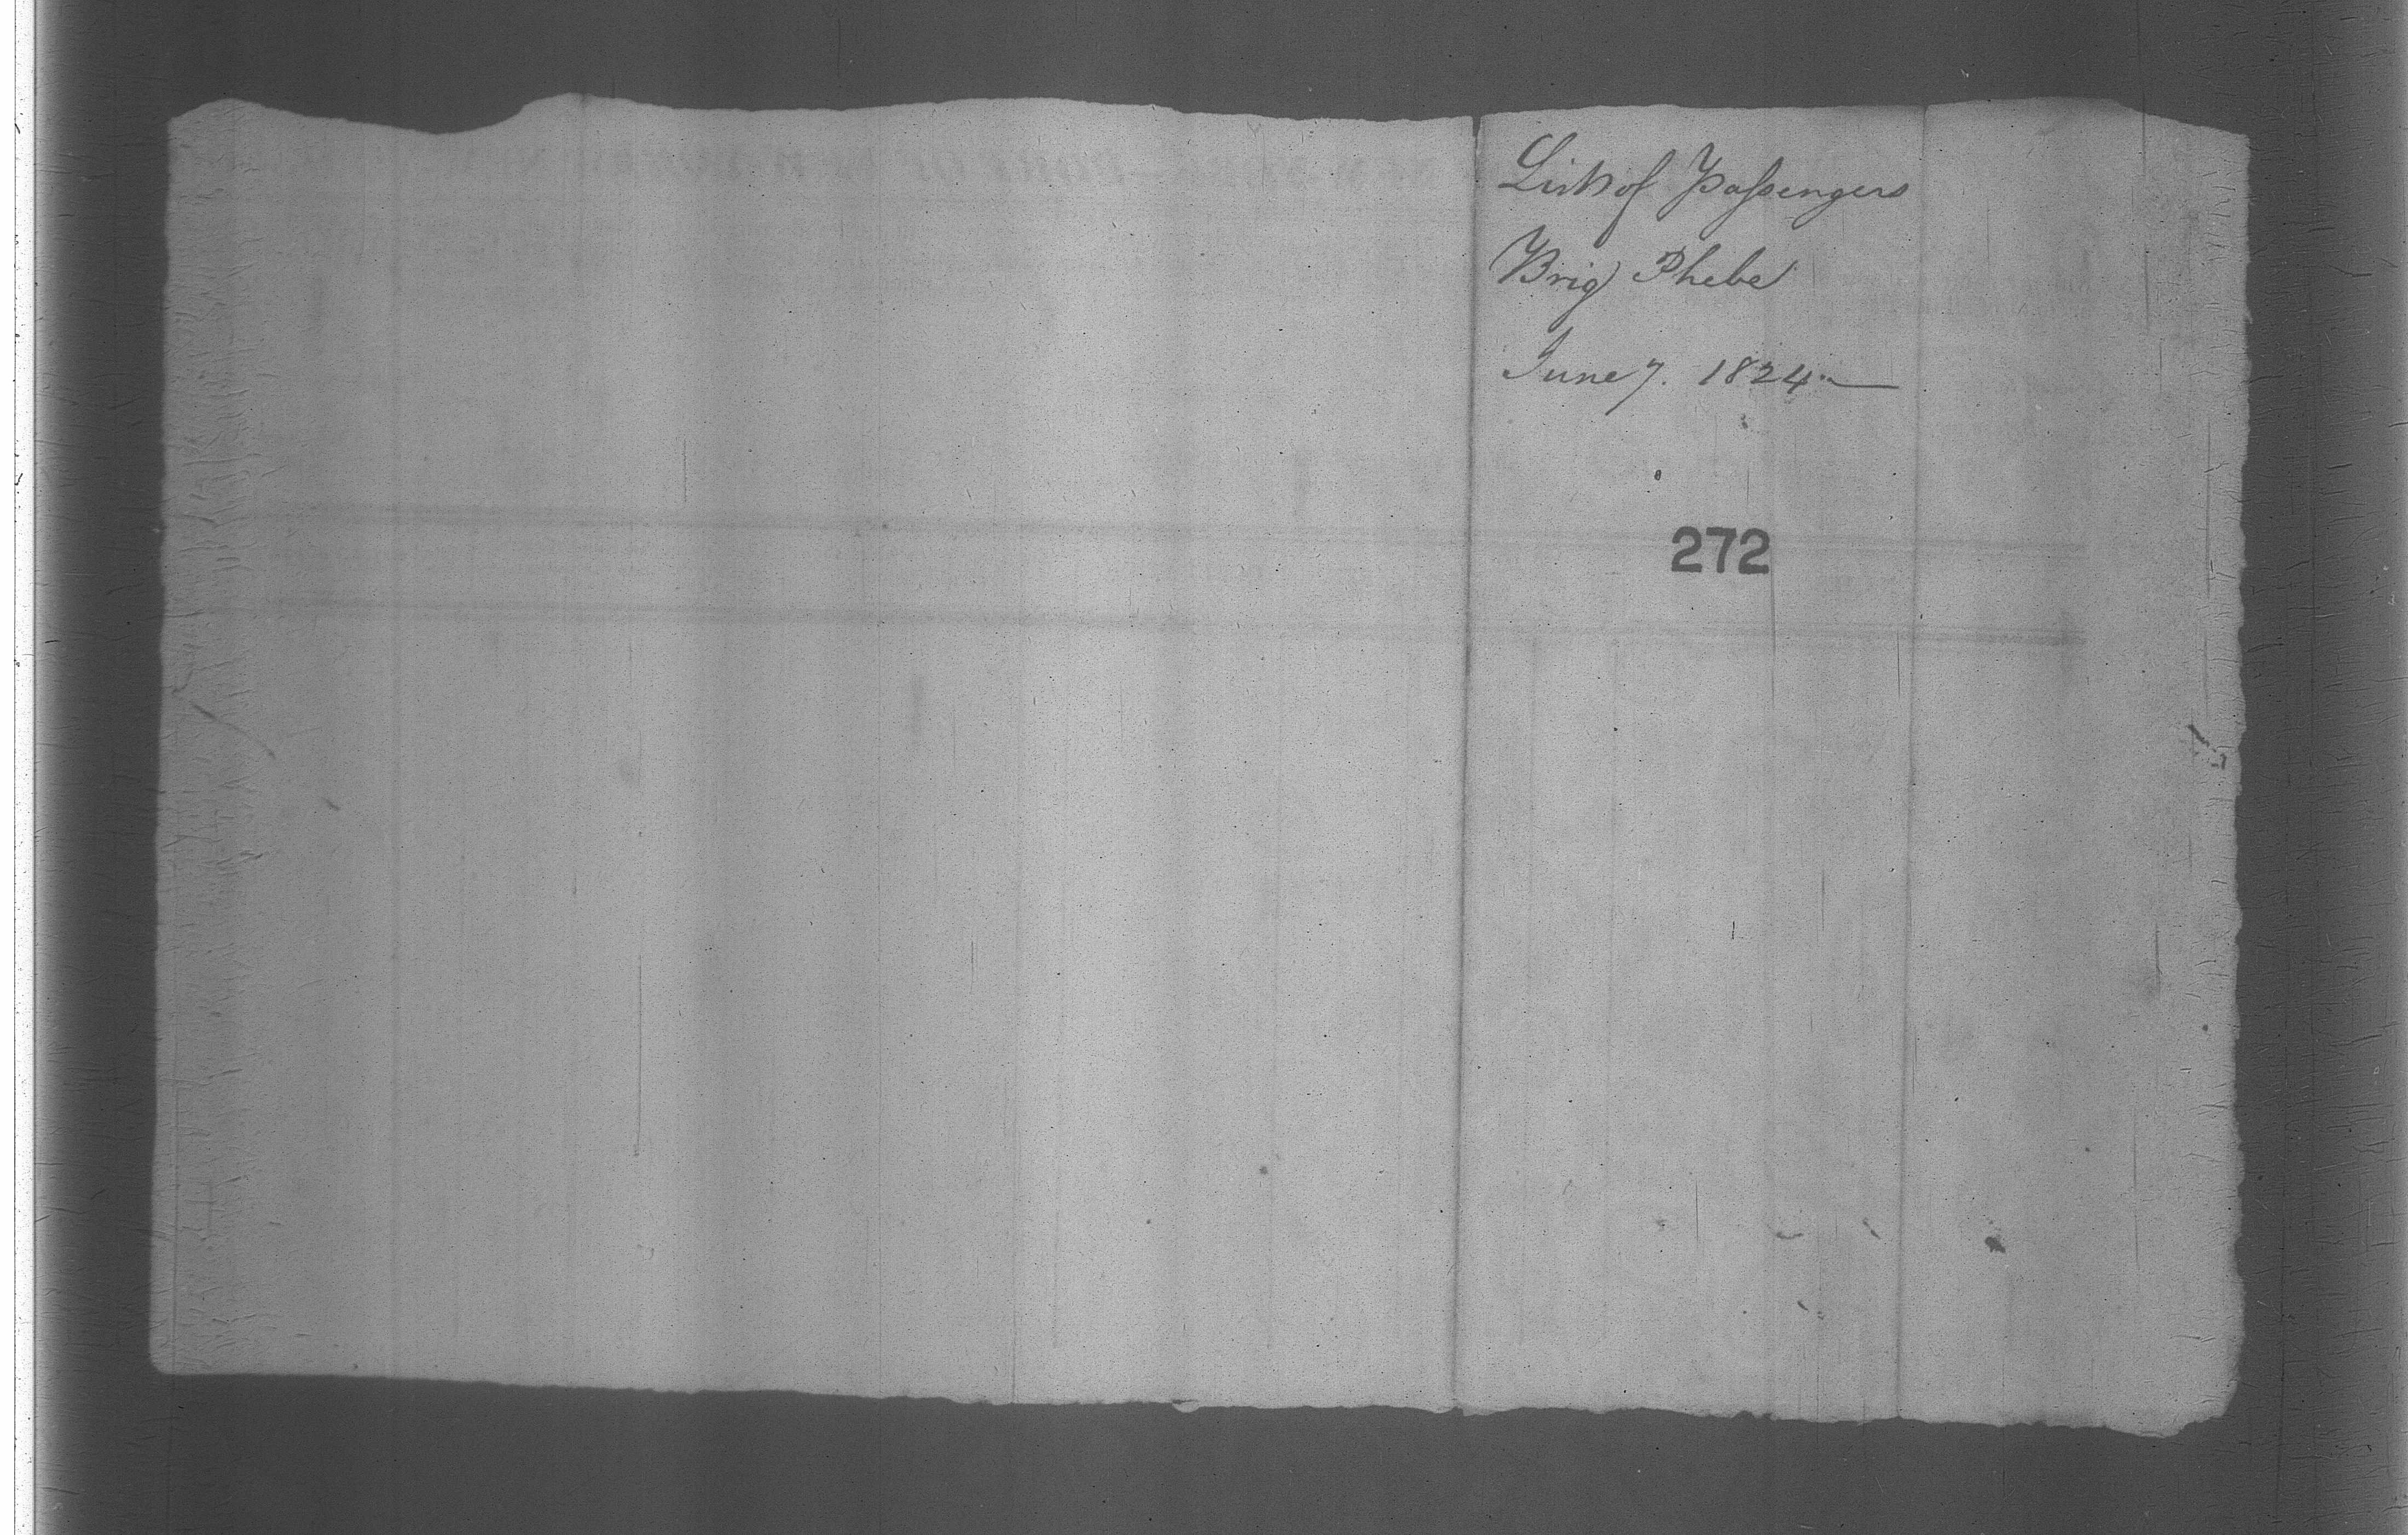 List of Passengers
Brig Phebe
June 7. 1824.—
272